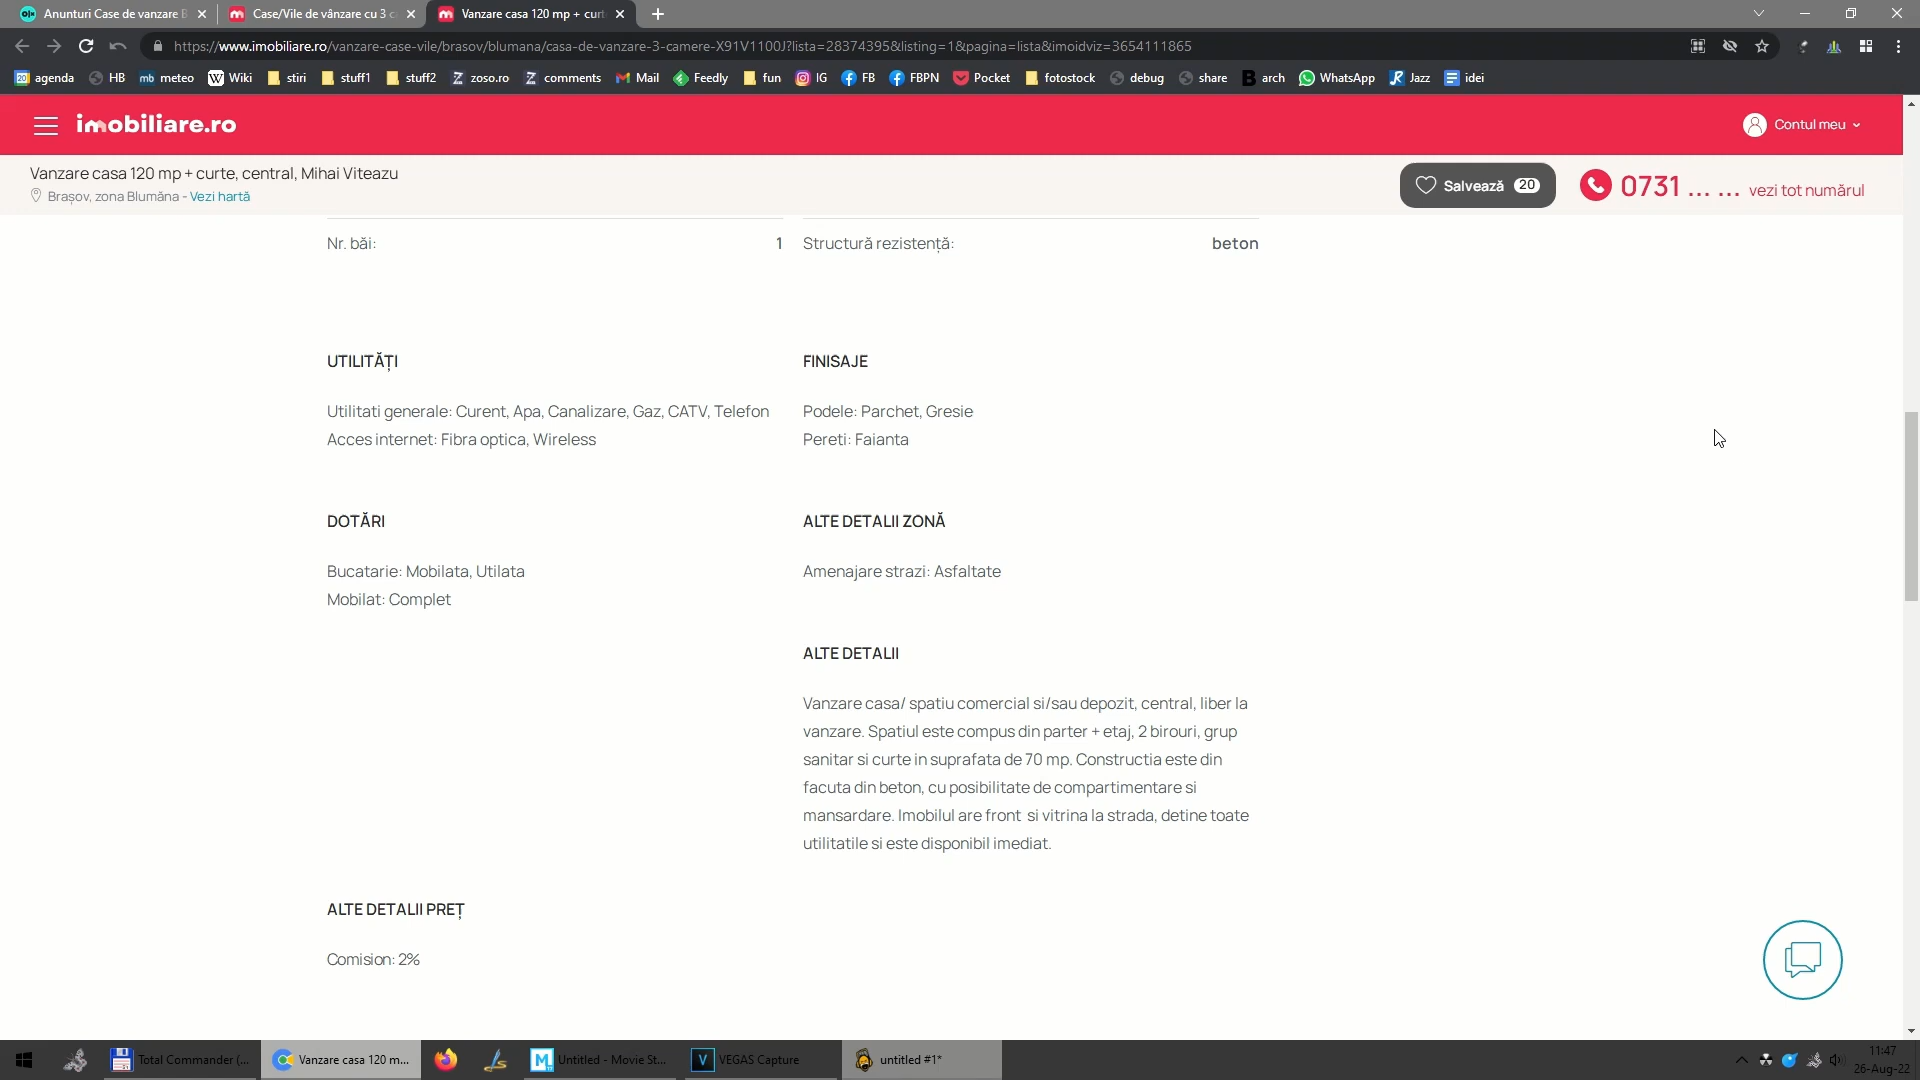 Anunturi Case de vanzare B
Case/Vile de vânzare cu 3 c
Vanzare casa 120 mp + curt
https://www.imobiliare.ro/vanzare-case-vile/brasov/blumana/casa-de-vanzare-3-camere-X91V1100J?lista=28374395&listing=1&pagina=lista&imoidviz=3654111865
agenda HB mb meteo Wiki stiri stuff1 stuff2 zoso.ro comments Mail Feedly fun IG FB FBPN Pocket fotostock debug share arch WhatsApp Jazz idei
imobiliare.ro
Contul meu
Vanzare casa 120 mp + curte, central, Mihai Viteazu
Brașov, zona Blumăna - Vezi hartă
Salvează 20
0731 ... ... vezi tot numărul
Nr. băi: 1
Structură rezistență: beton
UTILITĂȚI
Utilitati generale: Curent, Apa, Canalizare, Gaz, CATV, Telefon
Acces internet: Fibra optica, Wireless
FINISAJE
Podele: Parchet, Gresie
Pereti: Faianta
DOTĂRI
Bucatarie: Mobilata, Utilata
Mobilat: Complet
ALTE DETALII ZONĂ
Amenajare strazi: Asfaltate
ALTE DETALII
Vanzare casa/ spatiu comercial si/sau depozit, central, liber la
vanzare. Spatiul este compus din parter + etaj, 2 birouri, grup
sanitar si curte in suprafata de 70 mp. Constructia este din
facuta din beton, cu posibilitate de compartimentare si
mansardare. Imobilul are front si vitrina la strada, detine toate
utilitatile si este disponibil imediat.
ALTE DETALII PREȚ
Comision: 2%
Total Commander (...
Vanzare casa 120 m...
Untitled - Movie St...
VEGAS Capture
untitled #1*
11:47
26-Aug-22